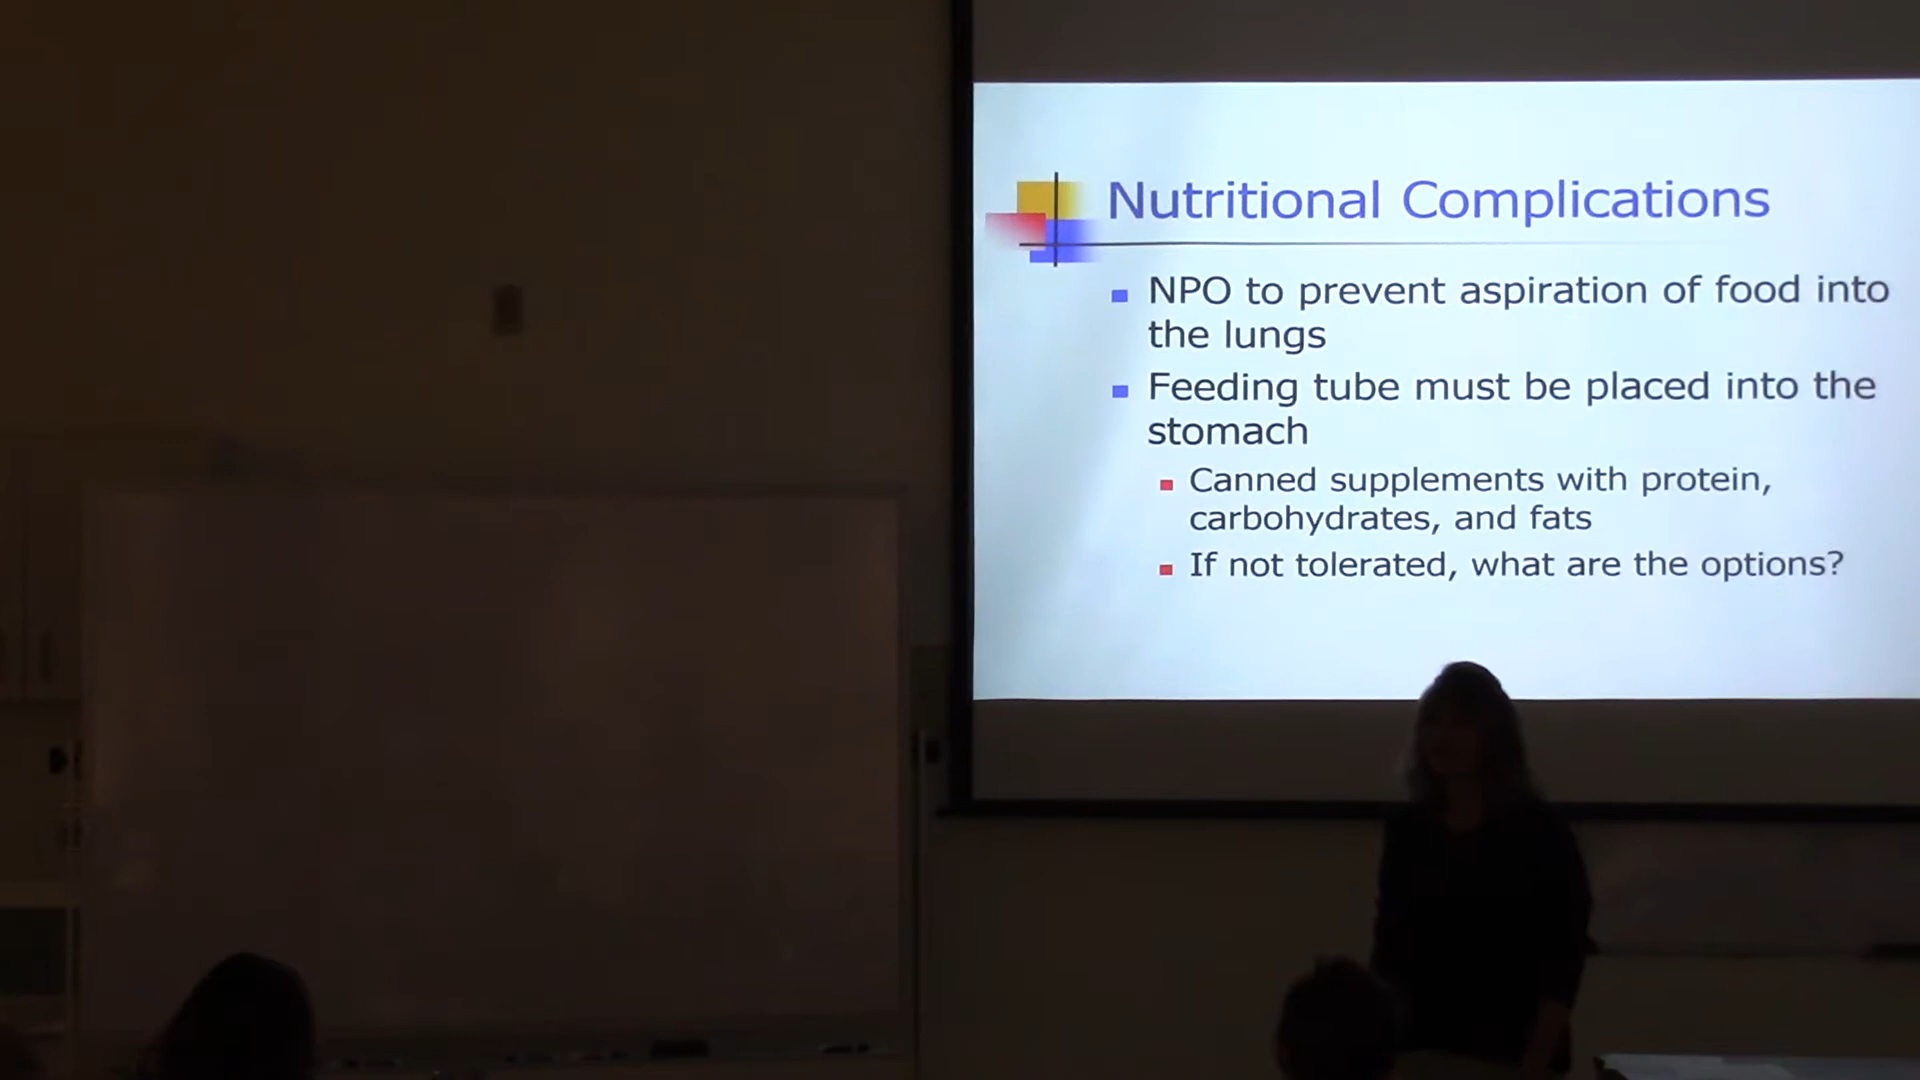 Nutritional Complications
NPO to prevent aspiration of food into
the lungs
Feeding tube must be placed into the
stomach
Canned supplements with protein,
carbohydrates, and fats
If not tolerated, what are the options?